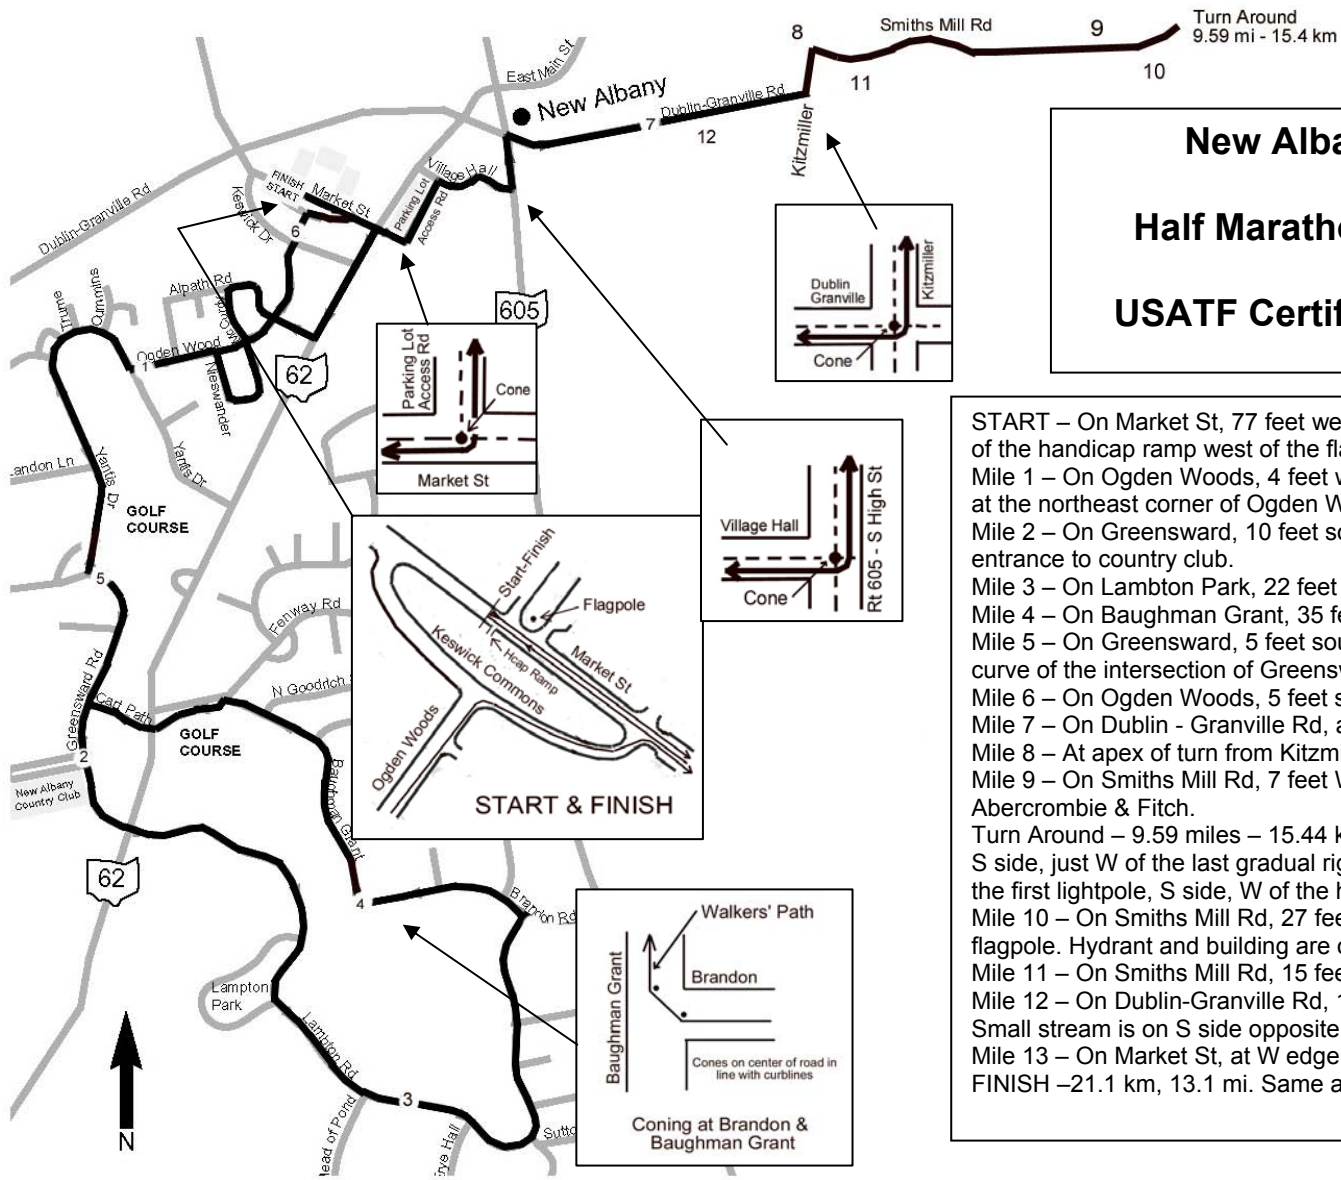 Turn Around
9.59 mi - 15.4 km
Smiths Mill Rd
8
9
10
11
East Main St
New Albany
Dublin-Granville Rd
7
12
Kitzmiller
New Alba
Half Marath
USATF Certif
Village Hall
FINISH
START
Market St
Parking Lot
Access Rd
Keswick Dr
6
Dublin-Granville Rd
Alpath Rd
Cummins
Ogden Wood
1
Nieswander
605
62
Dublin
Granville
Kitzmiller
Cone
Parking Lot
Access Rd
Cone
Market St
Village Hall
Cone
Rt 605 - S High St
andon Ln
Yantis Dr
Yantis Dr
GOLF
COURSE
5
Fenway Rd
Greensward Rd
Cart Path
N Goodrich
GOLF
COURSE
2
New Albany
Country Club
Baughman Grant
62
4
Brandon Rd
Lampton
Park
Lambton Rd
3
ead of Pond
rye Hall
Sutto
N
Start-Finish
Flagpole
Keswick Commons
Hcap Ramp
Market St
Ogden Woods
START & FINISH
Walkers' Path
Brandon
Baughman Grant
Cones on center of road in
line with curblines
Coning at Brandon &
Baughman Grant
START – On Market St, 77 feet we
of the handicap ramp west of the fla
Mile 1 – On Ogden Woods, 4 feet w
at the northeast corner of Ogden W
Mile 2 – On Greensward, 10 feet so
entrance to country club.
Mile 3 – On Lambton Park, 22 feet
Mile 4 – On Baughman Grant, 35 fe
Mile 5 – On Greensward, 5 feet sou
curve of the intersection of Greensw
Mile 6 – On Ogden Woods, 5 feet s
Mile 7 – On Dublin - Granville Rd, a
Mile 8 – At apex of turn from Kitzm
Mile 9 – On Smiths Mill Rd, 7 feet W
Abercrombie & Fitch.
Turn Around – 9.59 miles – 15.44 k
S side, just W of the last gradual rig
the first lightpole, S side, W of the h
Mile 10 – On Smiths Mill Rd, 27 fee
flagpole. Hydrant and building are o
Mile 11 – On Smiths Mill Rd, 15 fee
Mile 12 – On Dublin-Granville Rd, 1
Small stream is on S side opposite
Mile 13 – On Market St, at W edge
FINISH –21.1 km, 13.1 mi. Same a